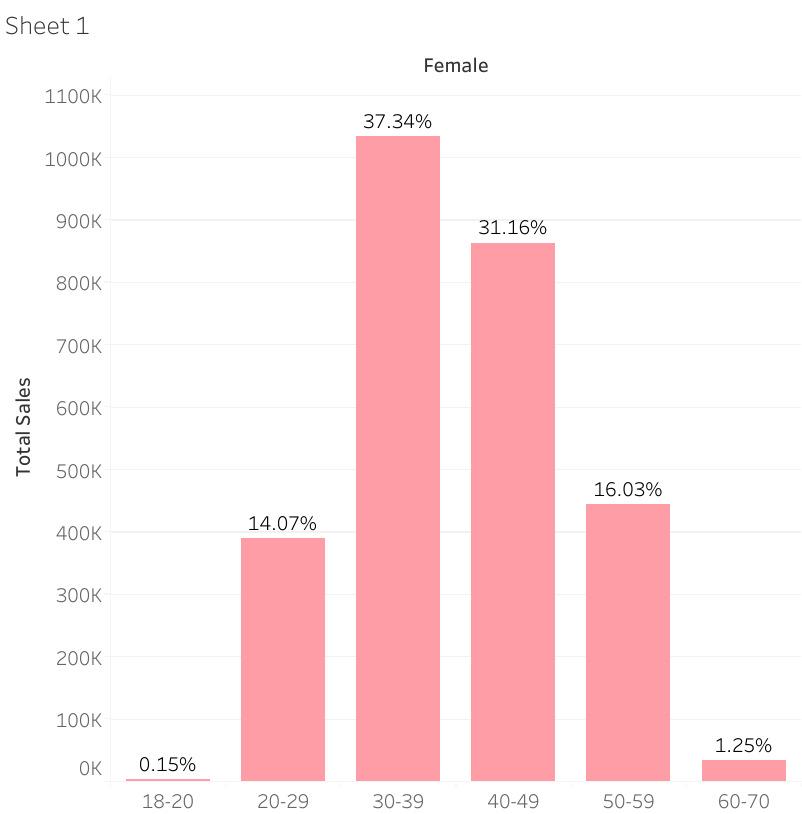 Sheet 1
Female
1100K
1000K
900K
800K
700K
600K
500K
400K
300K
200K
100K
0K
Total Sales
0.15%
14.07%
37.34%
31.16%
16.03%
1.25%
18-20
20-29
30-39
40-49
50-59
60-70